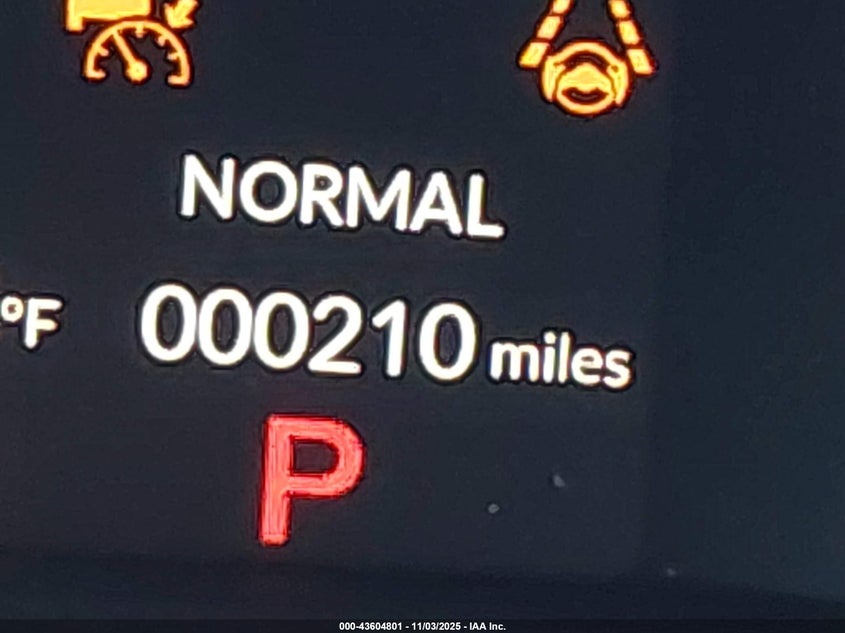 NORMAL
°F 000210 miles
P
000-43604801 - 11/03/2025 - IAA Inc.